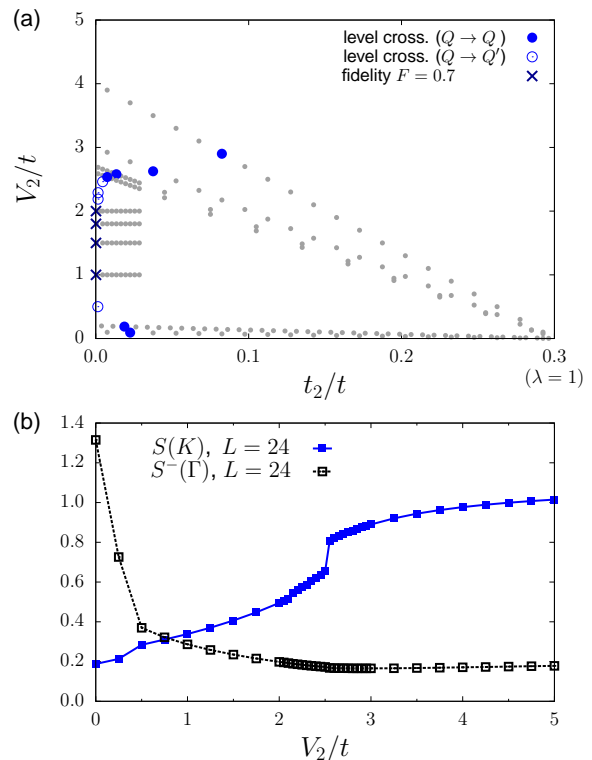 (a)
level cross. (Q → Q )
level cross. (Q → Q′)
fidelity F = 0.7
5
4
3
2
1
0
V₂/t
0.0 0.1 0.2 0.3
t₂/t
(λ = 1)
(b)
S(K), L = 24
S⁻(Γ), L = 24
1.4
1.2
1.0
0.8
0.6
0.4
0.2
0.0
0 1 2 3 4 5
V₂/t